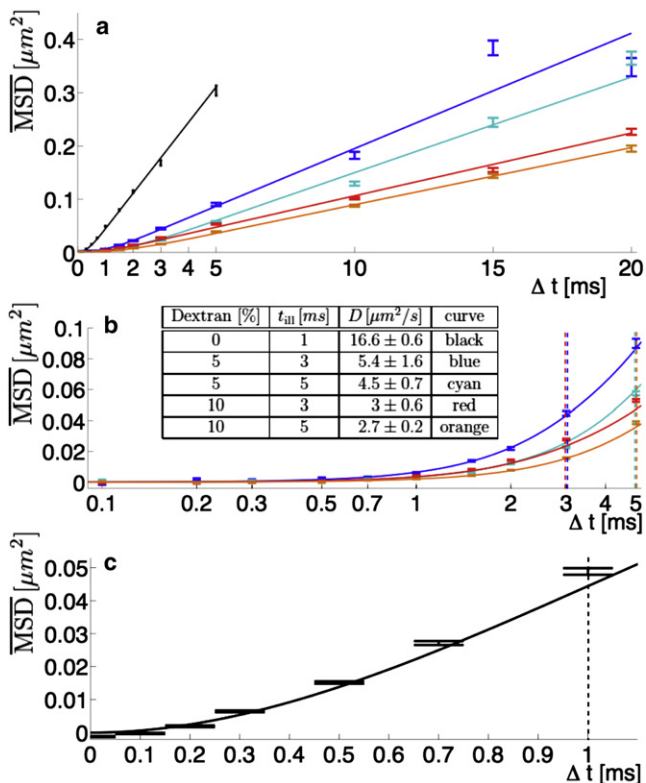 a
MSD [μm²]
0.4
0.3
0.2
0.1
0
0 1 2 3 4 5 10 15 20
Δ t [ms]
b
MSD [μm²]
0.1
0.08
0.06
0.04
0.02
0
Dextran [%] t_ill [ms] D [μm²/s] curve
0 1 16.6 ± 0.6 black
5 3 5.4 ± 1.6 blue
5 5 4.5 ± 0.7 cyan
10 3 3 ± 0.6 red
10 5 2.7 ± 0.2 orange
0.1 0.2 0.3 0.5 0.7 1 2 3 4 5
Δ t [ms]
c
MSD [μm²]
0.05
0.04
0.03
0.02
0.01
0
0 0.1 0.2 0.3 0.4 0.5 0.6 0.7 0.8 0.9 1
Δ t [ms]